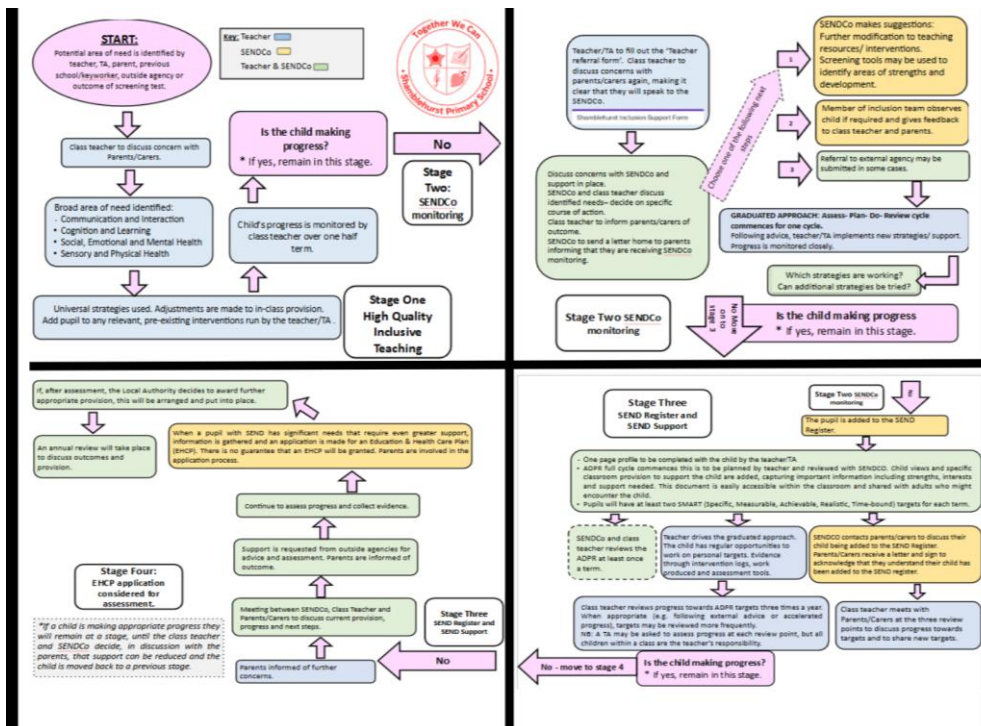 START:
Potential area of need is identified by
teacher, TA, parent, previous
school/keyworker, outside agency or
outcome of screening test.
Key: Teacher
SENDCo
Teacher & SENDCo
Together We Can
Shamblehurst Primary School
Class teacher to discuss concern with
Parents/Carers.
Broad area of need identified:
· Communication and Interaction
• Cognition and Learning
• Social, Emotional and Mental Health
• Sensory and Physical Health
Universal strategies used. Adjustments are made to in-class provision.
Add pupil to any relevant, pre-existing interventions run by the teacher/TA .
Child's progress is monitored by
class teacher over one half
term.
Is the child making
progress?
* If yes, remain in this stage.
No
Stage
Two:
SENDCo
monitoring
Stage One
High Quality
Inclusive
Teaching
Teacher/TA to fill out the 'Teacher
referral form'. Class teacher
to discuss concerns with
parents/carers again, making it
clear that they will speak to the
SENDCo.
Shamblehurst Inclusion Support Form
Discuss concerns with SENDCo and
support in place.
SENDCo and class teacher discuss
identified needs– decide on specific
course of action.
Class teacher to inform parents/carers of
outcome.
SENDCo to send a letter home to parents
informing that they are receiving SENDCo
monitoring.
Choose one of the following next
steps
1
SENDCo makes suggestions:
Further modification to teaching
resources/ interventions.
Screening tools may be used to
identify areas of strengths and
development.
2
Member of inclusion team observes
child if required and gives feedback
to class teacher and parents.
3
Referral to external agency may be
submitted in some cases.
GRADUATED APPROACH: Assess- Plan- Do- Review cycle
commences for one cycle.
Following advice, teacher/TA implements new strategies/ support.
Progress is monitored closely.
Which strategies are working?
Can additional strategies be tried?
Is the child making progress
* If yes, remain in this stage.
No Move
on to
stage 3
Stage Two SENDCo
monitoring
If, after assessment, the Local Authority decides to award further
appropriate provision, this will be arranged and put into place.
An annual review will take place
to discuss outcomes and
provision.
When a pupil with SEND has significant needs that require even greater support,
information is gathered and an application is made for an Education & Health Care Plan
(EHCP). There is no guarantee that an EHCP will be granted. Parents are involved in the
application process.
Continue to assess progress and collect evidence.
Support is requested from outside agencies for
advice and assessment. Parents are informed of
outcome.
Meeting between SENDCo, Class Teacher and
Parents/Carers to discuss current provision,
progress and next steps.
Parents informed of further
concerns.
Stage Four:
EHCP application
considered for
assessment.
*If a child is making appropriate progress they
will remain at a stage, until the class teacher
and SENDCo decide, in discussion with the
parents, that support can be reduced and the
child is moved back to a previous stage.
Stage Three
SEND Register
and SEND Support
No
Stage Three
SEND Register and
SEND Support
Stage Two SENDCo
monitoring
No
The pupil is added to the SEND
Register.
- One page profile to be completed with the child by the teacher/TA
• ADPR full cycle commences this is to be planned by teacher and reviewed with SENDCO. Child views and specific
classroom provision to support the child are added, capturing important information including strengths, interests
and support needed. This document is easily accessible within the classroom and shared with adults who might
encounter the child.
• Pupils will have at least two SMART (Specific, Measurable, Achievable, Realistic, Time-bound) targets for each term.
SENDCo and class
teacher reviews the
ADPR at least once
a term.
Teacher drives the graduated approach.
The child has regular opportunities to
work on personal targets. Evidence
through intervention logs, work
produced and assessment tools.
SENDCO contacts parents/carers to discuss their
child being added to the SEND Register.
Parents/Carers receive a letter and sign to
acknowledge that they understand their child has
been added to the SEND register.
Class teacher reviews progress towards ADPR targets three times a year.
When appropriate (e.g. following external advice or accelerated
progress), targets may be reviewed more frequently.
NB: A TA may be asked to assess progress at each review point, but all
children within a class are the teacher's responsibility.
Class teacher meets with
Parents/Carers at the three review
points to discuss progress towards
targets and to share new targets.
No - move to stage 4
Is the child making progress?
* If yes, remain in this stage.